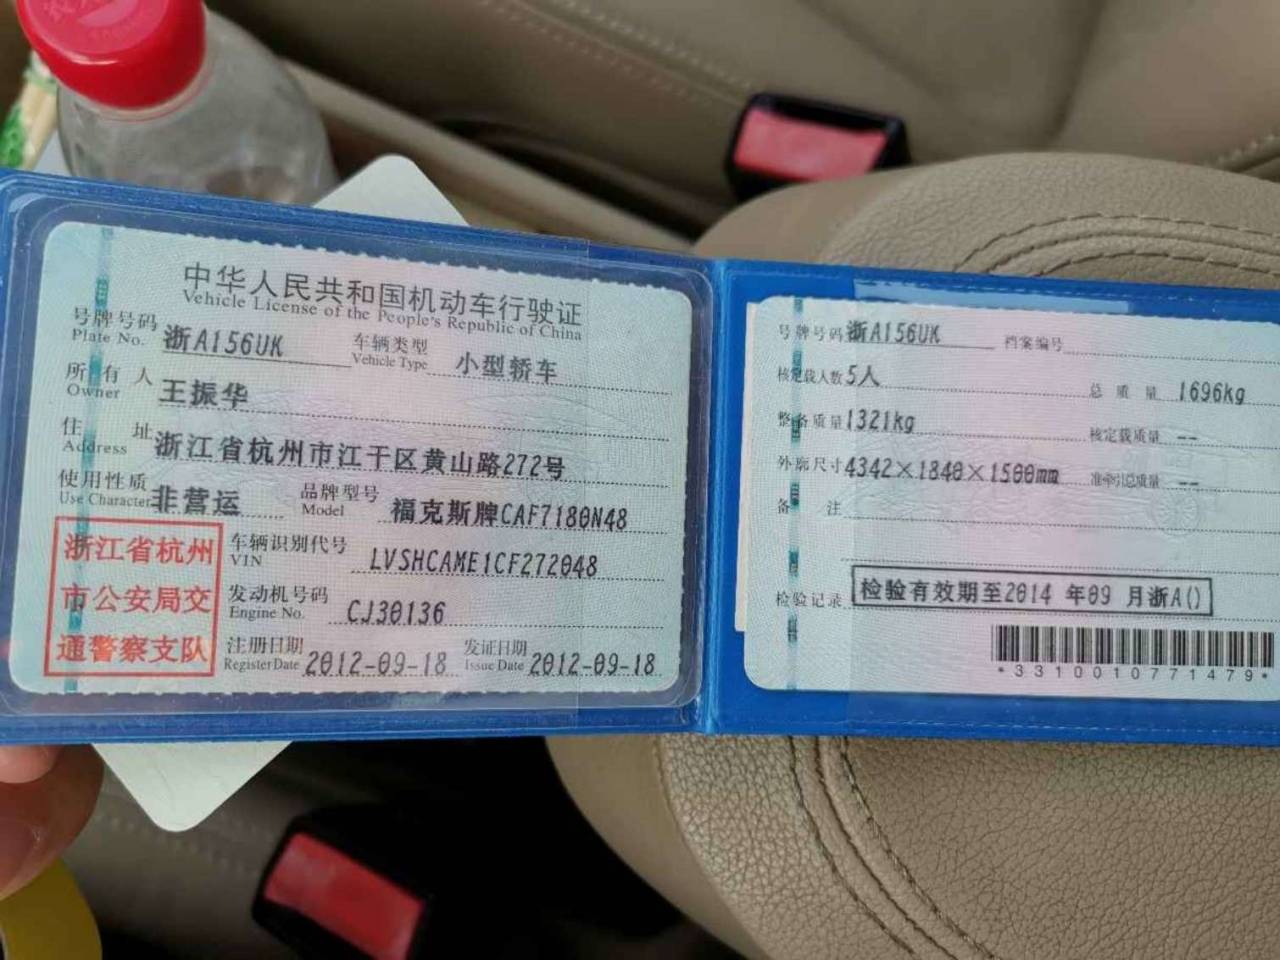 中华人民共和国机动车行驶证
Vehicle License of the People's Republic of China
号牌号码 浙A156UK 车辆类型 小型轿车
Plate No. Vehicle Type
所有人 王振华
Owner
住址 浙江省杭州市江干区黄山路272号
Address
使用性质 非营运 品牌型号 福克斯牌CAF7180N48
Use Character Model
浙江省杭州
市公安局交
通警察支队
车辆识别代号 LVSHCAME1CF272048
VIN
发动机号码 CJ30136
Engine No.
注册日期 2012-09-18 发证日期 2012-09-18
Register Date Issue Date
号牌号码 浙A156UK 档案编号
核定载人数 5人 总质量 1696kg
整备质量 1321kg 核定载质量 --
外廓尺寸 4342×1840×1500mm 准牵引总质量 --
备注
检验记录 检验有效期至2014 年09 月浙A()
*3310010771479*